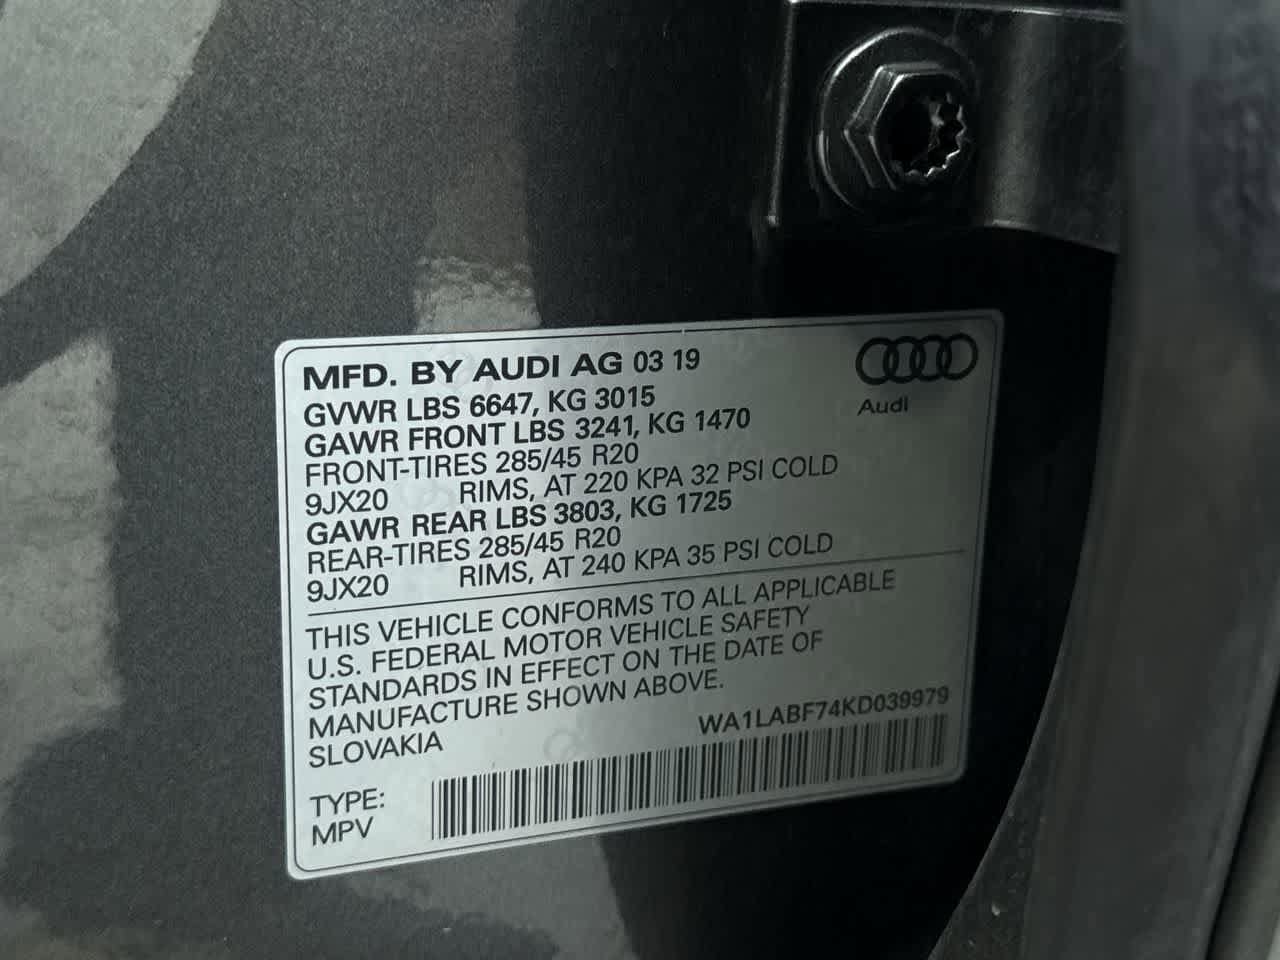 MFD. BY AUDI AG 03 19
GVWR LBS 6647, KG 3015
GAWR FRONT LBS 3241, KG 1470
FRONT-TIRES 285/45 R20
9JX20 RIMS, AT 220 KPA 32 PSI COLD
GAWR REAR LBS 3803, KG 1725
REAR-TIRES 285/45 R20
9JX20 RIMS, AT 240 KPA 35 PSI COLD
Audi
THIS VEHICLE CONFORMS TO ALL APPLICABLE
U.S. FEDERAL MOTOR VEHICLE SAFETY
STANDARDS IN EFFECT ON THE DATE OF
MANUFACTURE SHOWN ABOVE.
SLOVAKIA
WA1LABF74KD039979
TYPE:
MPV